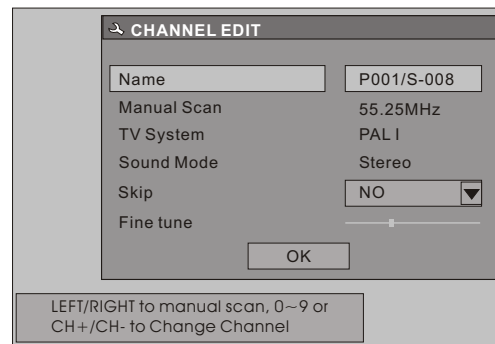 CHANNEL EDIT
Name P001/S-008
Manual Scan 55.25MHz
TV System PAL I
Sound Mode Stereo
Skip NO
Fine tune
OK
LEFT/RIGHT to manual scan, 0~9 or
CH+/CH- to Change Channel